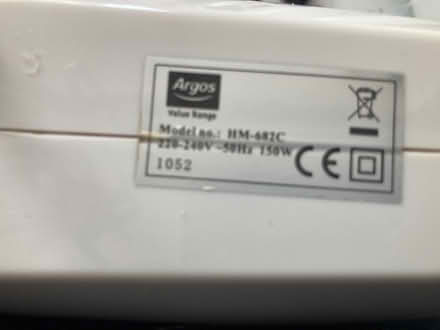 Argos
Value Range
Model no.: HM-682C
220-240V ~50Hz 150W
1052
CE